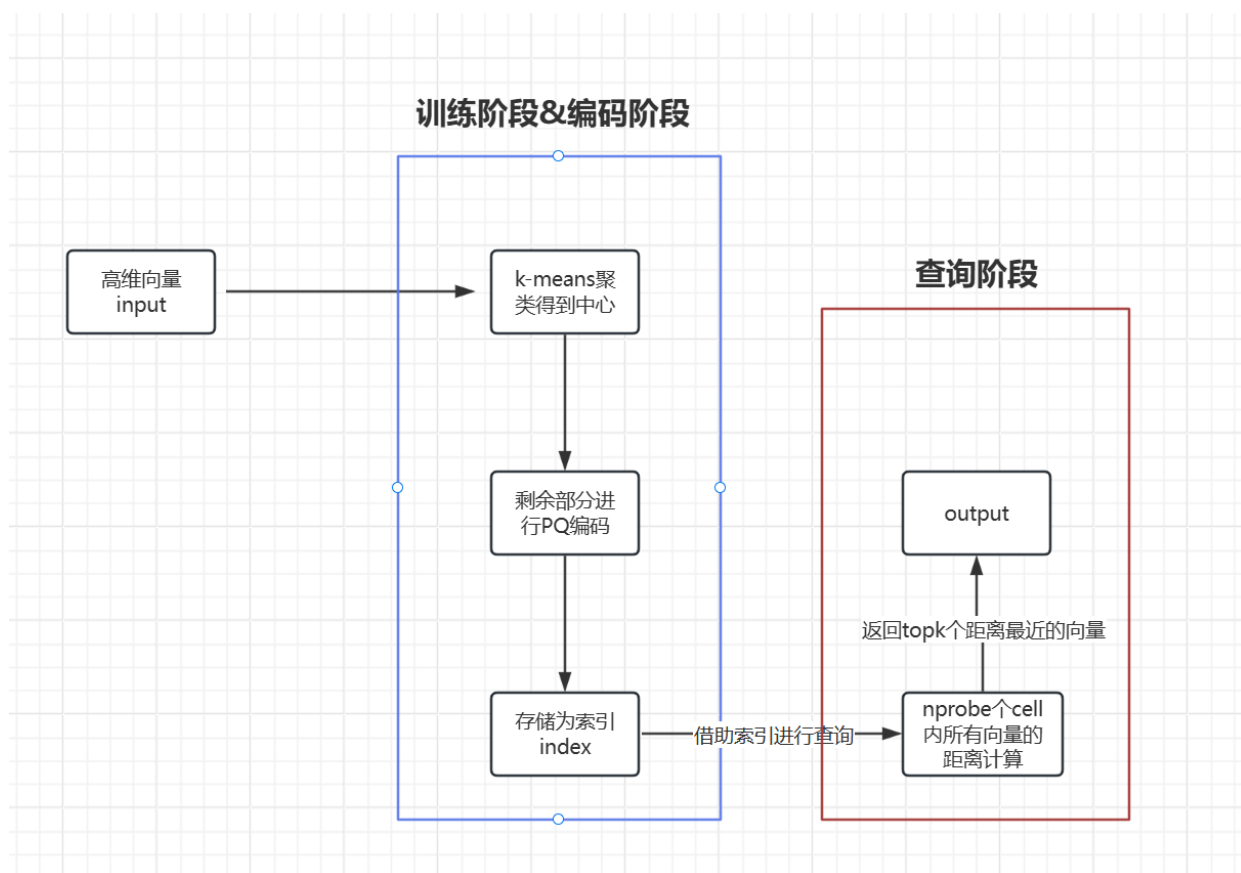 训练阶段&编码阶段
高维向量
input
k-means聚
类得到中心
剩余部分进
行PQ编码
存储为索引
index
借助索引进行查询
查询阶段
output
返回topk个距离最近的向量
nprobe个cell
内所有向量的
距离计算